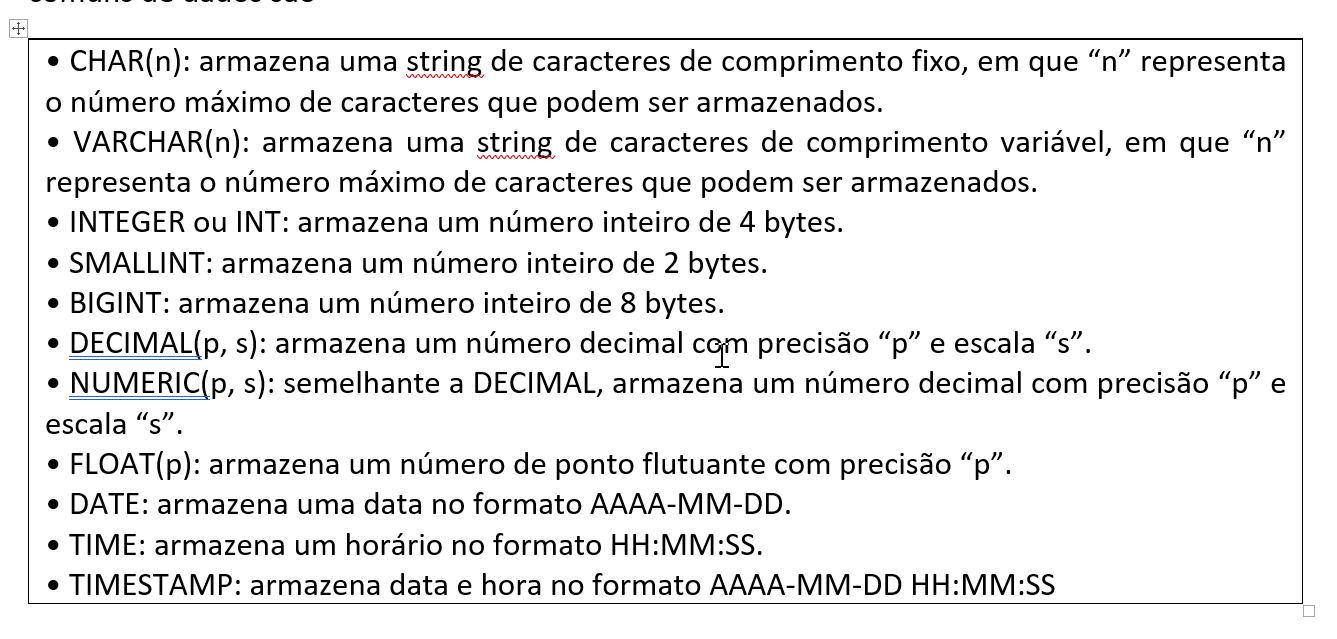 • CHAR(n): armazena uma string de caracteres de comprimento fixo, em que “n” representa
o número máximo de caracteres que podem ser armazenados.
• VARCHAR(n): armazena uma string de caracteres de comprimento variável, em que “n”
representa o número máximo de caracteres que podem ser armazenados.
• INTEGER ou INT: armazena um número inteiro de 4 bytes.
• SMALLINT: armazena um número inteiro de 2 bytes.
• BIGINT: armazena um número inteiro de 8 bytes.
• DECIMAL(p, s): armazena um número decimal com precisão “p” e escala “s”.
• NUMERIC(p, s): semelhante a DECIMAL, armazena um número decimal com precisão “p” e
escala “s”.
• FLOAT(p): armazena um número de ponto flutuante com precisão “p”.
• DATE: armazena uma data no formato AAAA-MM-DD.
• TIME: armazena um horário no formato HH:MM:SS.
• TIMESTAMP: armazena data e hora no formato AAAA-MM-DD HH:MM:SS